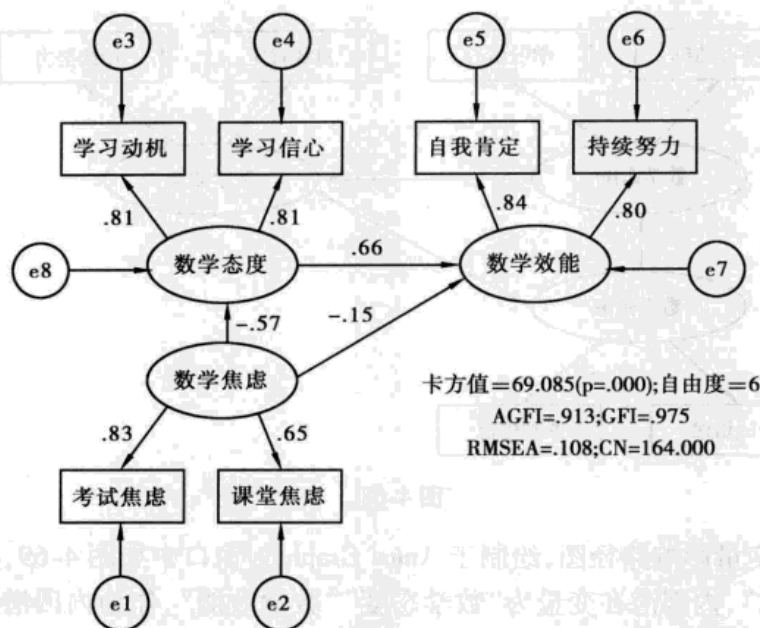 e3 e4 e5 e6
学习动机 学习信心 自我肯定 持续努力
.81 .81 .84 .80
e8 数学态度 .66 数学效能 e7
-.57 -.15
数学焦虑
卡方值=69.085(p=.000);自由度=6
AGFI=.913;GFI=.975
.83 .65
RMSEA=.108;CN=164.000
考试焦虑 课堂焦虑
e1 e2